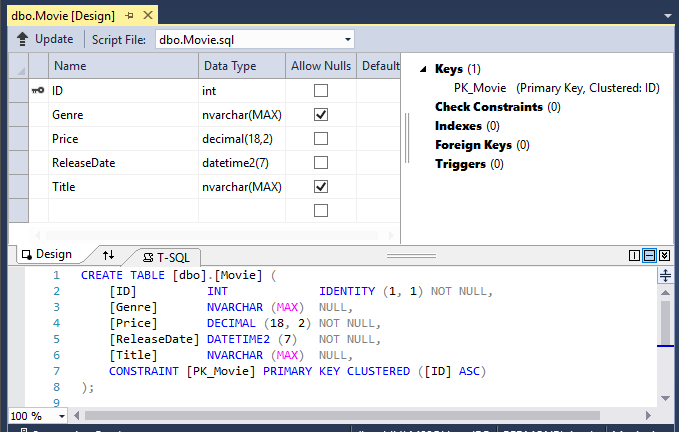 dbo.Movie [Design]
Update Script File: dbo.Movie.sql
Name Data Type Allow Nulls Default
ID int
Genre nvarchar(MAX)
Price decimal(18,2)
ReleaseDate datetime2(7)
Title nvarchar(MAX)
Keys (1)
PK_Movie (Primary Key, Clustered: ID)
Check Constraints (0)
Indexes (0)
Foreign Keys (0)
Triggers (0)
Design T-SQL
1 CREATE TABLE [dbo].[Movie] (
2 [ID] INT IDENTITY (1, 1) NOT NULL,
3 [Genre] NVARCHAR (MAX) NULL,
4 [Price] DECIMAL (18, 2) NOT NULL,
5 [ReleaseDate] DATETIME2 (7) NOT NULL,
6 [Title] NVARCHAR (MAX) NULL,
7 CONSTRAINT [PK_Movie] PRIMARY KEY CLUSTERED ([ID] ASC)
8 );
9
100 %